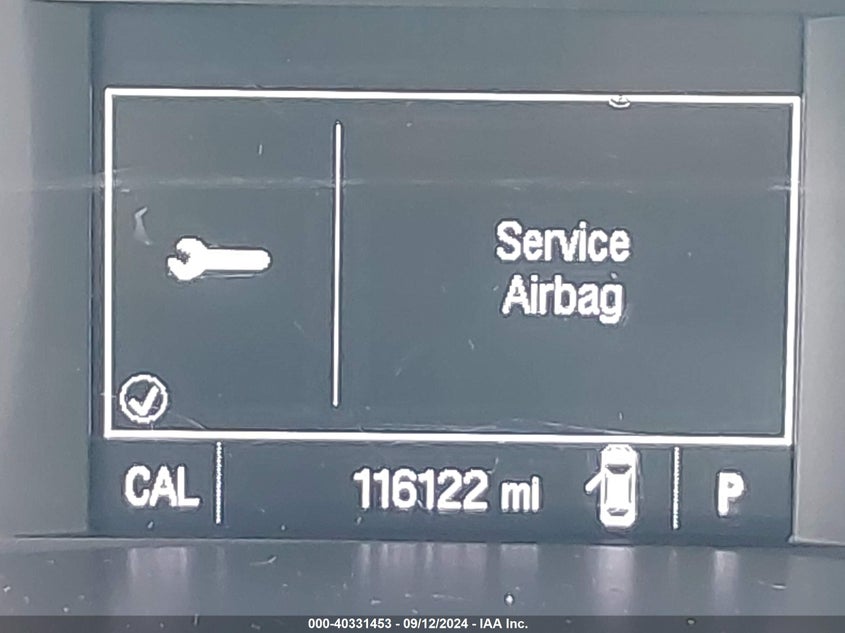 Service
Airbag
CAL 116122 mi P
000-40331453 - 09/12/2024 - IAA Inc.